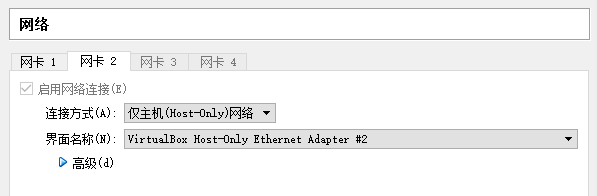 网络
网卡 1 网卡 2 网卡 3 网卡 4
启用网络连接(E)
连接方式(A): 仅主机(Host-Only)网络
界面名称(N): VirtualBox Host-Only Ethernet Adapter #2
高级(d)